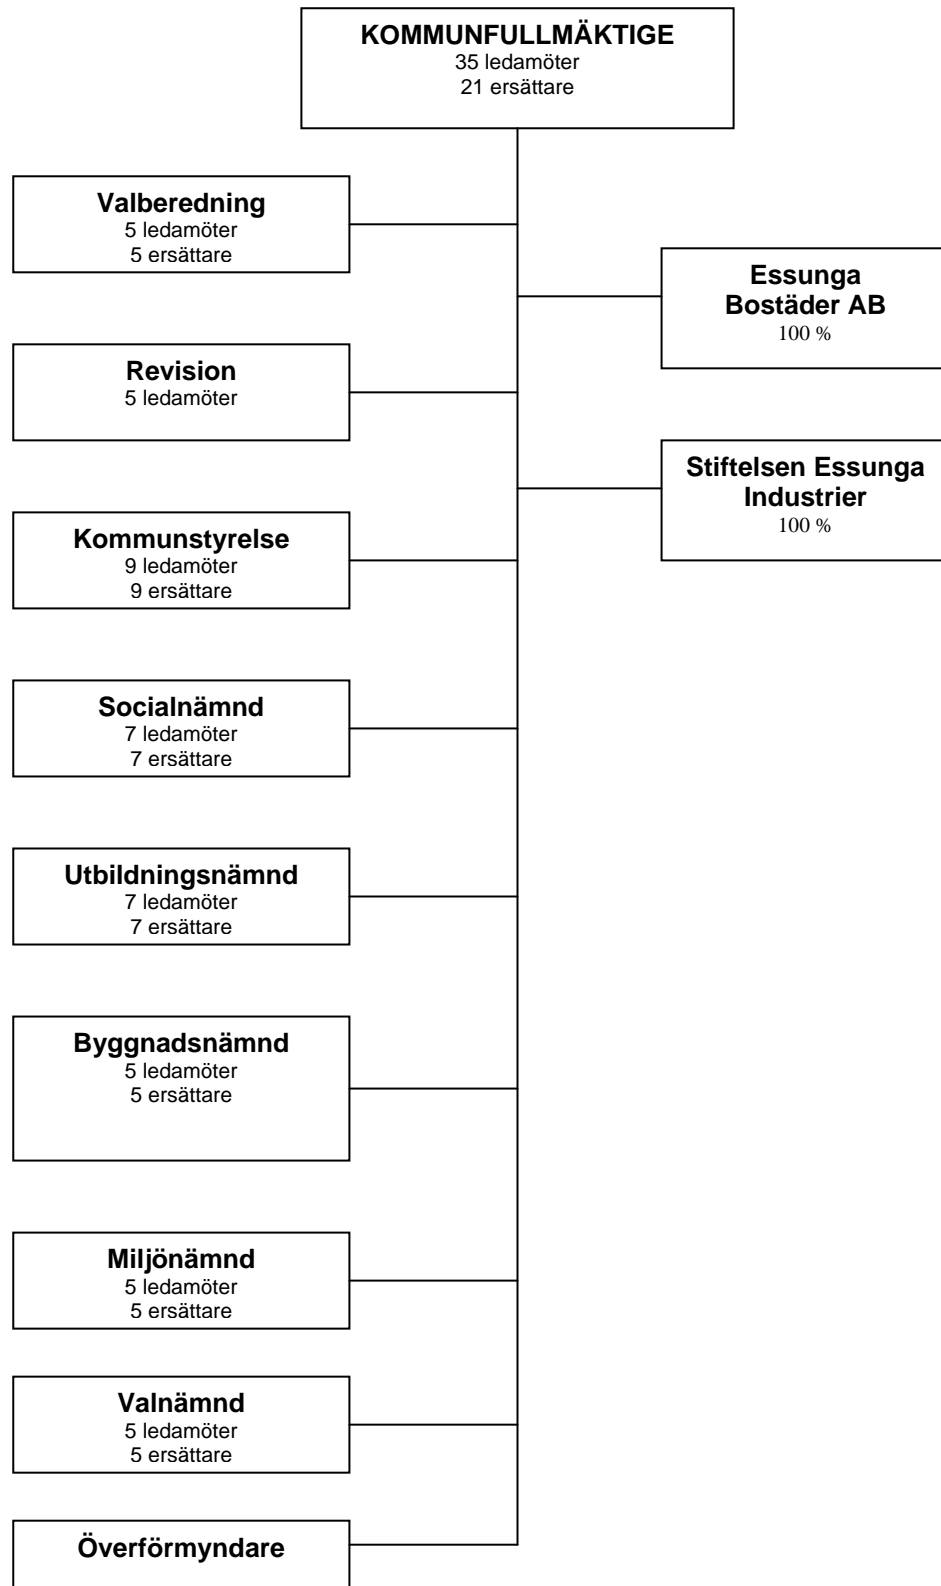 KOMMUNFULLMÄKTIGE
35 ledamöter
21 ersättare
Valberedning
5 ledamöter
5 ersättare
Essunga
Bostäder AB
100 %
Revision
5 ledamöter
Stiftelsen Essunga
Industrier
100 %
Kommunstyrelse
9 ledamöter
9 ersättare
Socialnämnd
7 ledamöter
7 ersättare
Utbildningsnämnd
7 ledamöter
7 ersättare
Byggnadsnämnd
5 ledamöter
5 ersättare
Miljönämnd
5 ledamöter
5 ersättare
Valnämnd
5 ledamöter
5 ersättare
Överförmyndare